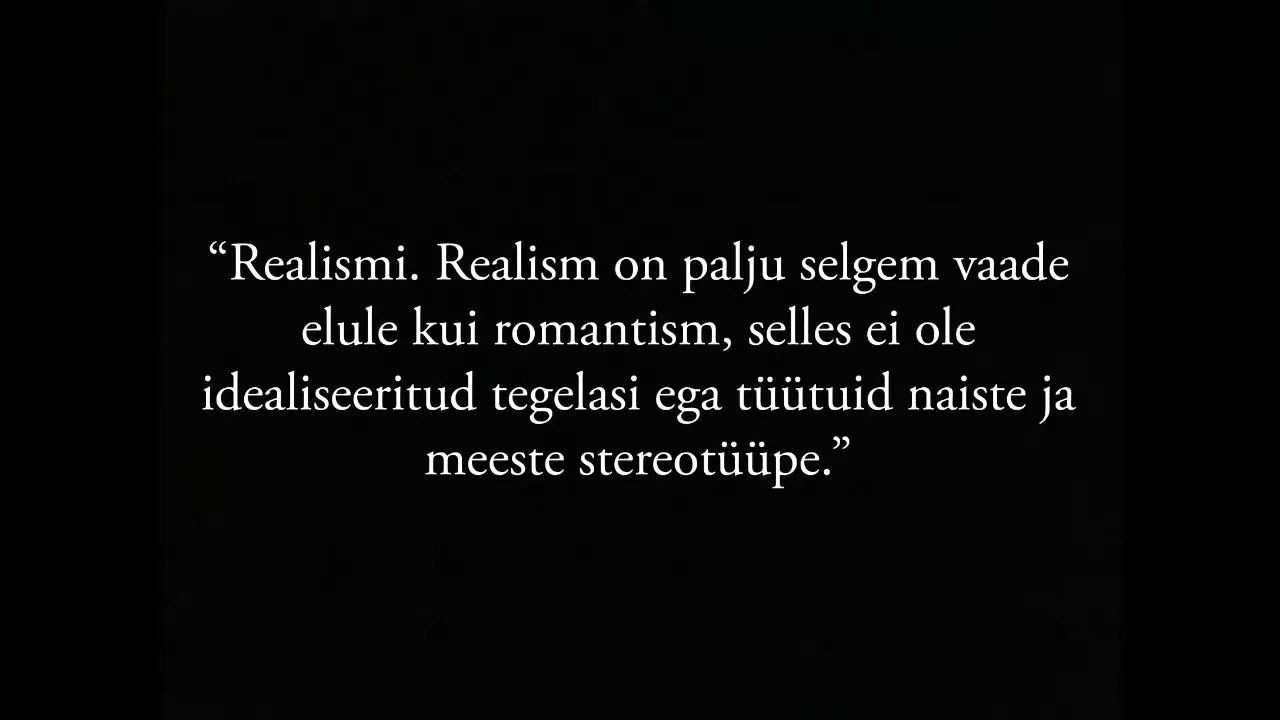 “Realismi. Realism on palju selgem vaade
elule kui romantism, selles ei ole
idealiseeritud tegelasi ega tüütuid naiste ja
meeste stereotüüpe.”